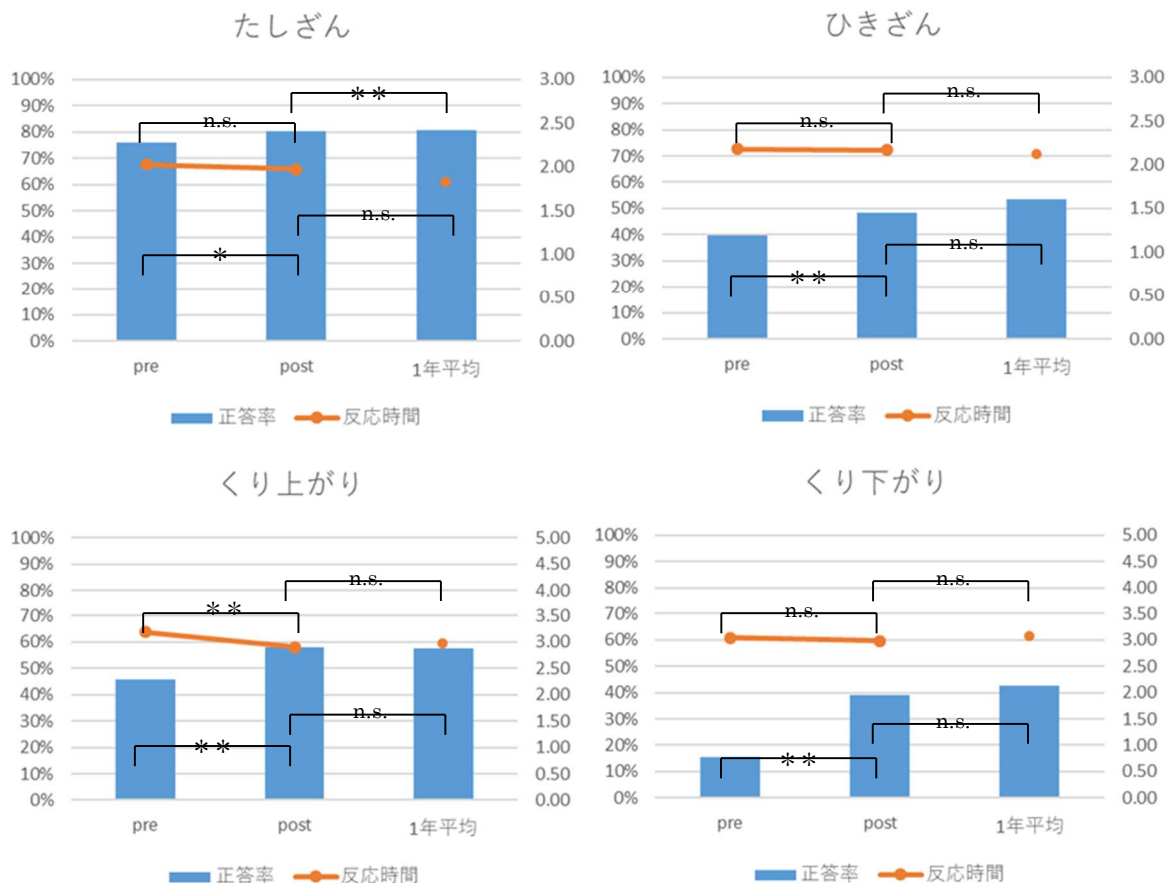 たしざん
100% 3.00
90%
80% 2.50
70% 2.00
60%
50% 1.50
40%
30% 1.00
20% 0.50
10%
0% 0.00
n.s.
**
*
n.s.
pre post 1年平均
正答率 反応時間
ひきざん
100% 3.00
90%
80% 2.50
70% 2.00
60%
50% 1.50
40%
30% 1.00
20% 0.50
10%
0% 0.00
n.s.
n.s.
**
n.s.
pre post 1年平均
正答率 反応時間
くり上がり
100% 5.00
90% 4.50
80% 4.00
70% 3.50
60% 3.00
50% 2.50
40% 2.00
30% 1.50
20% 1.00
10% 0.50
0% 0.00
**
n.s.
**
n.s.
pre post 1年平均
正答率 反応時間
くり下がり
100% 5.00
90% 4.50
80% 4.00
70% 3.50
60% 3.00
50% 2.50
40% 2.00
30% 1.50
20% 1.00
10% 0.50
0% 0.00
n.s.
n.s.
**
n.s.
pre post 1年平均
正答率 反応時間